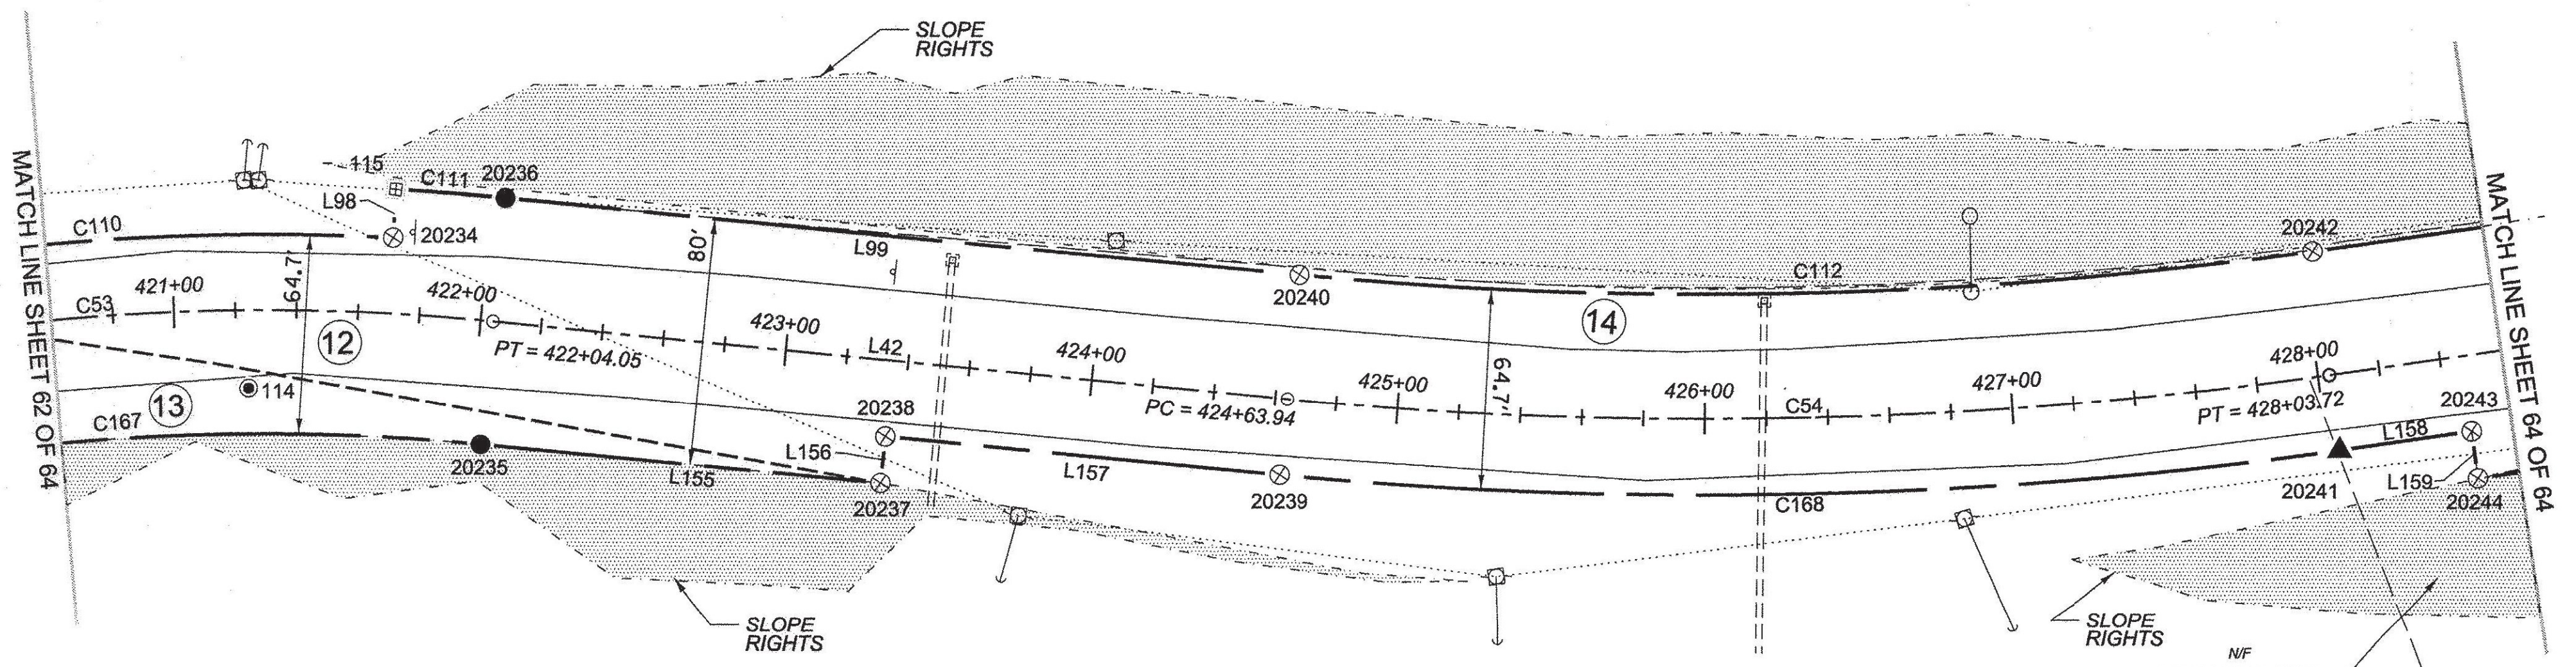 SLOPE
RIGHTS
MATCH LINE SHEET 62 OF 64
MATCH LINE SHEET 64 OF 64
115
C111
20236
L98
20234
C110
64.7'
80'
L99
20240
C112
20242
C53
421+00
422+00
PT = 422+04.05
423+00
L42
424+00
PC = 424+63.94
425+00
64.7'
14
426+00
C54
427+00
428+00
PT = 428+03.72
12
13
114
C167
20235
L155
L156
20238
20237
L157
20239
C168
20241
L158
20243
L159
20244
SLOPE
RIGHTS
SLOPE
RIGHTS
N/F